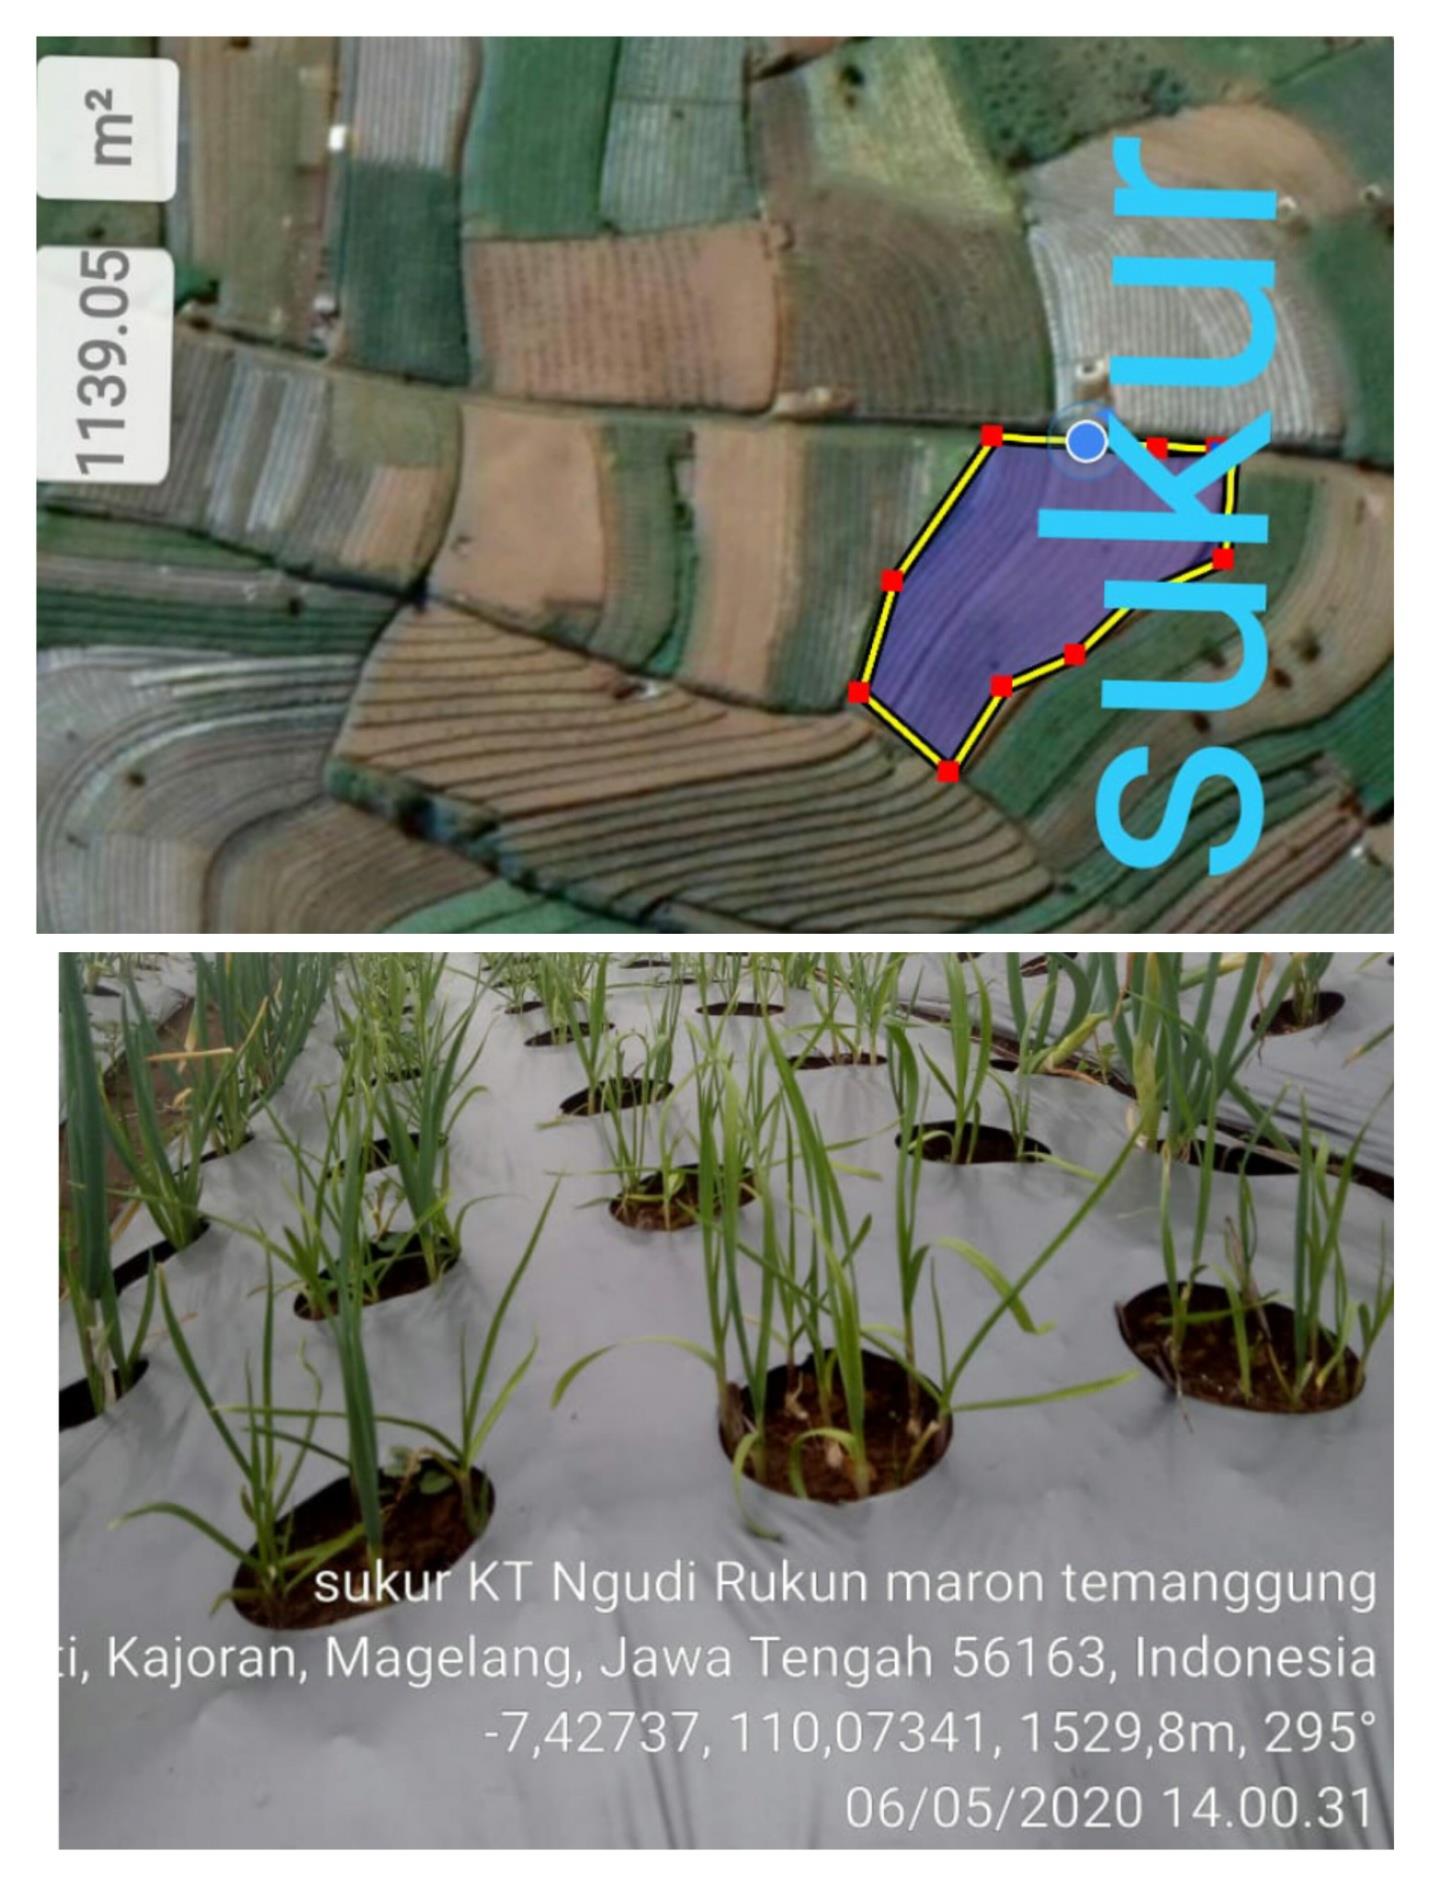 1139.05 m²
Sukur
sukur KT Ngudi Rukun maron temanggung
ti, Kajoran, Magelang, Jawa Tengah 56163, Indonesia
-7,42737, 110,07341, 1529,8m, 295°
06/05/2020 14.00.31